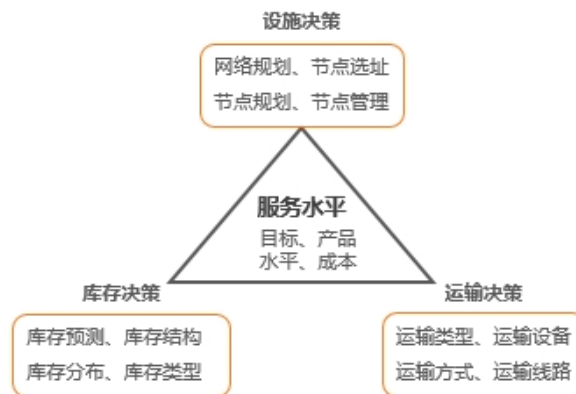 设施决策
网络规划、节点选址
节点规划、节点管理
服务水平
目标、产品
水平、成本
库存决策
运输决策
库存预测、库存结构
库存分布、库存类型
运输类型、运输设备
运输方式、运输线路